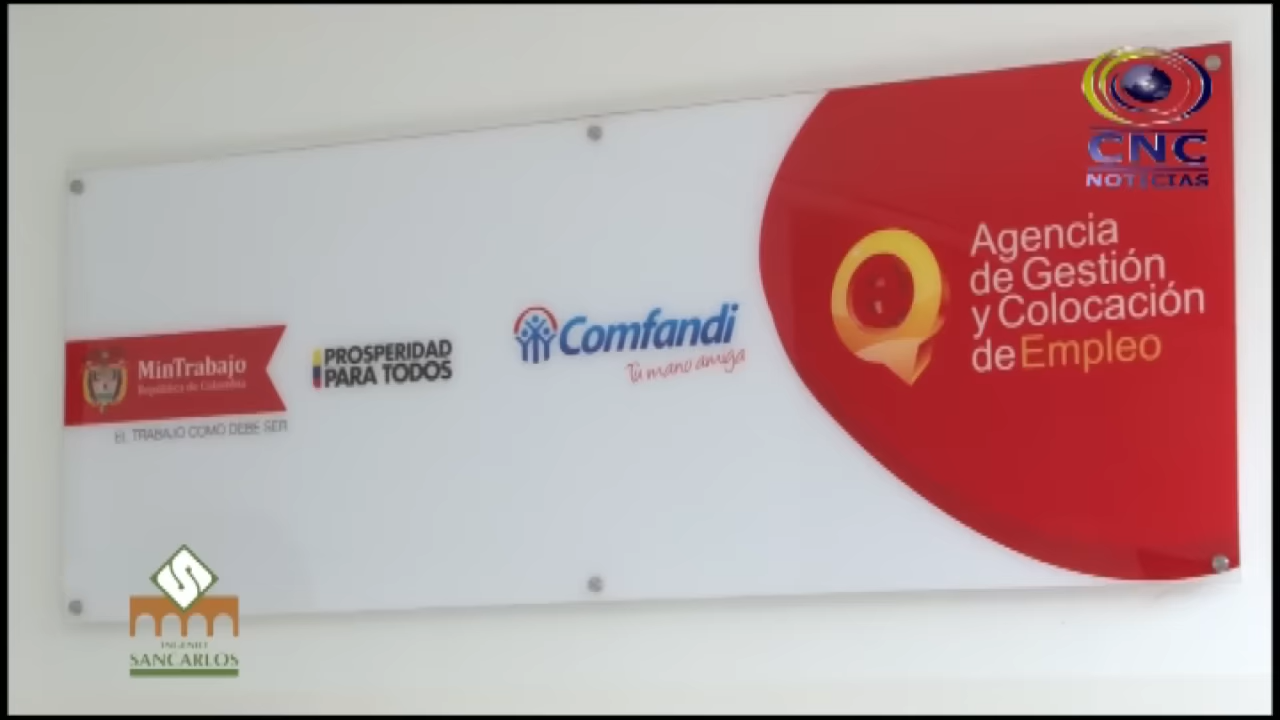 CNC
NOTICIAS
Agencia
de Gestión
y Colocación
de Empleo
Comfandi
Tú mano amiga
PROSPERIDAD
PARA TODOS
MinTrabajo
República de Colombia
EL TRABAJO COMO DEBE SER
INGENIO
SANCARLOS